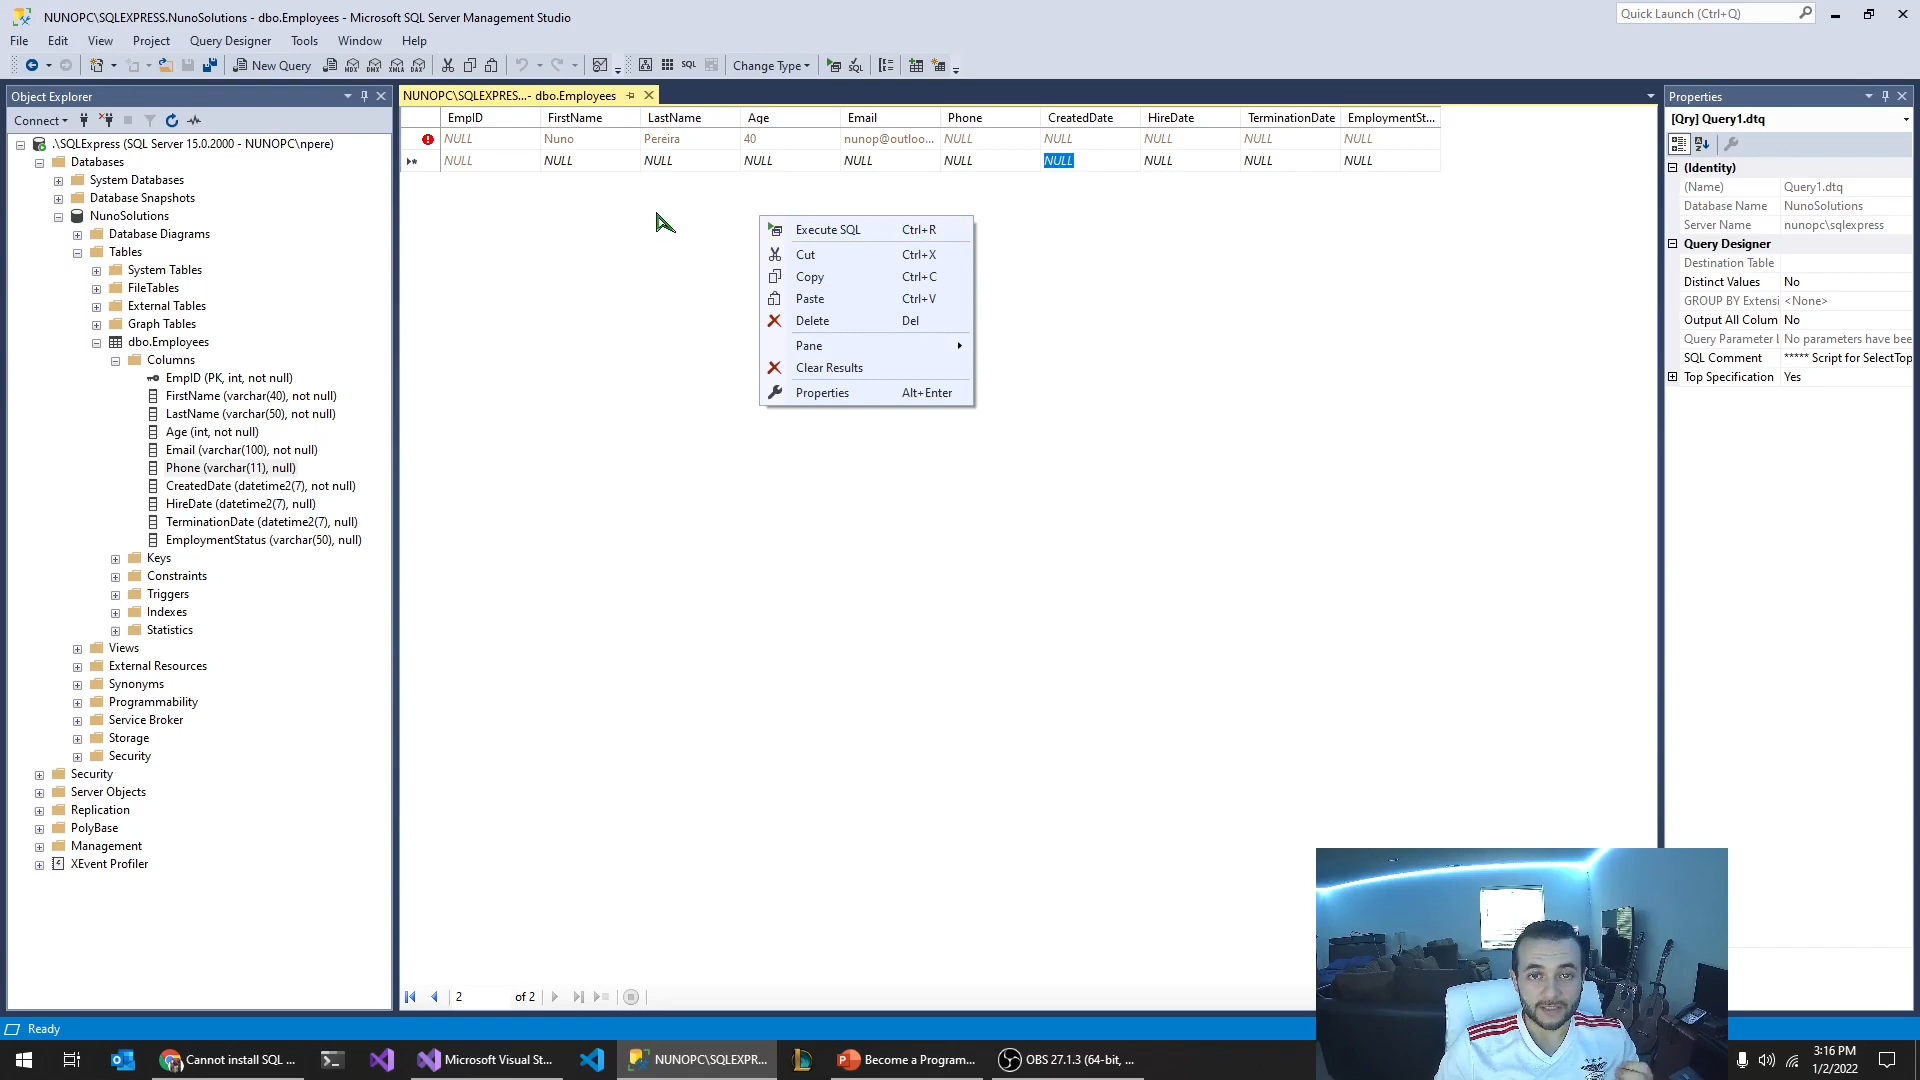 NUNOPC\SQLEXPRESS.NunoSolutions - dbo.Employees - Microsoft SQL Server Management Studio
Quick Launch (Ctrl+Q)
File Edit View Project Query Designer Tools Window Help
New Query MDX DMX XMLA DAX SQL Change Type SQL
Object Explorer
NUNOPC\SQLEXPRES...- dbo.Employees
Properties
Connect
.\SQLExpress (SQL Server 15.0.2000 - NUNOPC\npere)
Databases
System Databases
Database Snapshots
NunoSolutions
Database Diagrams
Tables
System Tables
FileTables
External Tables
Graph Tables
dbo.Employees
Columns
EmpID (PK, int, not null)
FirstName (varchar(40), not null)
LastName (varchar(50), not null)
Age (int, not null)
Email (varchar(100), not null)
Phone (varchar(11), null)
CreatedDate (datetime2(7), not null)
HireDate (datetime2(7), null)
TerminationDate (datetime2(7), null)
EmploymentStatus (varchar(50), null)
Keys
Constraints
Triggers
Indexes
Statistics
Views
External Resources
Synonyms
Programmability
Service Broker
Storage
Security
Security
Server Objects
Replication
PolyBase
Management
XEvent Profiler
EmpID FirstName LastName Age Email Phone CreatedDate HireDate TerminationDate EmploymentSt...
NULL Nuno Pereira 40 nunop@outloo... NULL NULL NULL NULL NULL
NULL NULL NULL NULL NULL NULL NULL NULL NULL NULL
Execute SQL Ctrl+R
Cut Ctrl+X
Copy Ctrl+C
Paste Ctrl+V
Delete Del
Pane
Clear Results
Properties Alt+Enter
2 of 2
[Qry] Query1.dtq
(Identity)
(Name) Query1.dtq
Database Name NunoSolutions
Server Name nunopc\sqlexpress
Query Designer
Destination Table
Distinct Values No
GROUP BY Extensi <None>
Output All Colum No
Query Parameter L No parameters have bee
SQL Comment ***** Script for SelectTop
Top Specification Yes
Ready
Cannot install SQL ...
Microsoft Visual St...
NUNOPC\SQLEXPR...
Become a Program...
OBS 27.1.3 (64-bit, ...
3:16 PM
1/2/2022